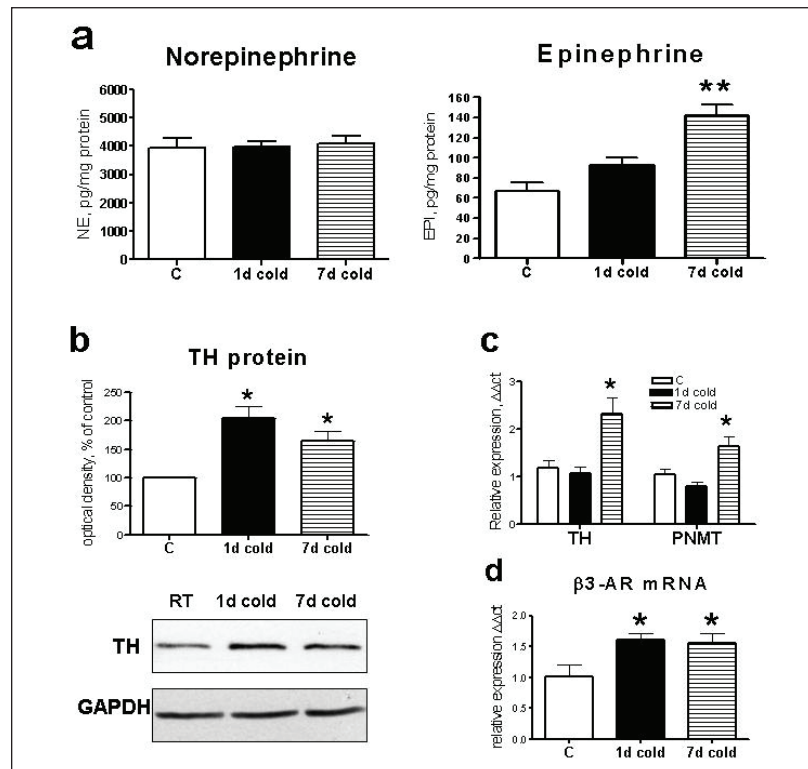 a
Norepinephrine
NE, pg/mg protein
6000
5000
4000
3000
2000
1000
0
C 1d cold 7d cold
Epinephrine
EPI, pg/mg protein
160
140
120
100
80
60
40
20
0
**
C 1d cold 7d cold
b
TH protein
optical density, % of control
250
200
150
100
50
0
* *
C 1d cold 7d cold
RT 1d cold 7d cold
TH
GAPDH
c
Relative expression, ΔΔct
3
2
1
0
C
1d cold
7d cold
* *
TH PNMT
d
β3-AR mRNA
relative expression ΔΔct
2.0
1.5
1.0
0.5
0.0
* *
C 1d cold 7d cold